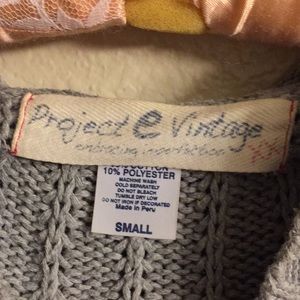 Project e Vintage
embracing imperfection
10% POLYESTER
MACHINE WASH
COLD SEPARATELY
DO NOT BLEACH
TUMBLE DRY LOW
DO NOT IRON IF DECORATED
Made in Peru
SMALL